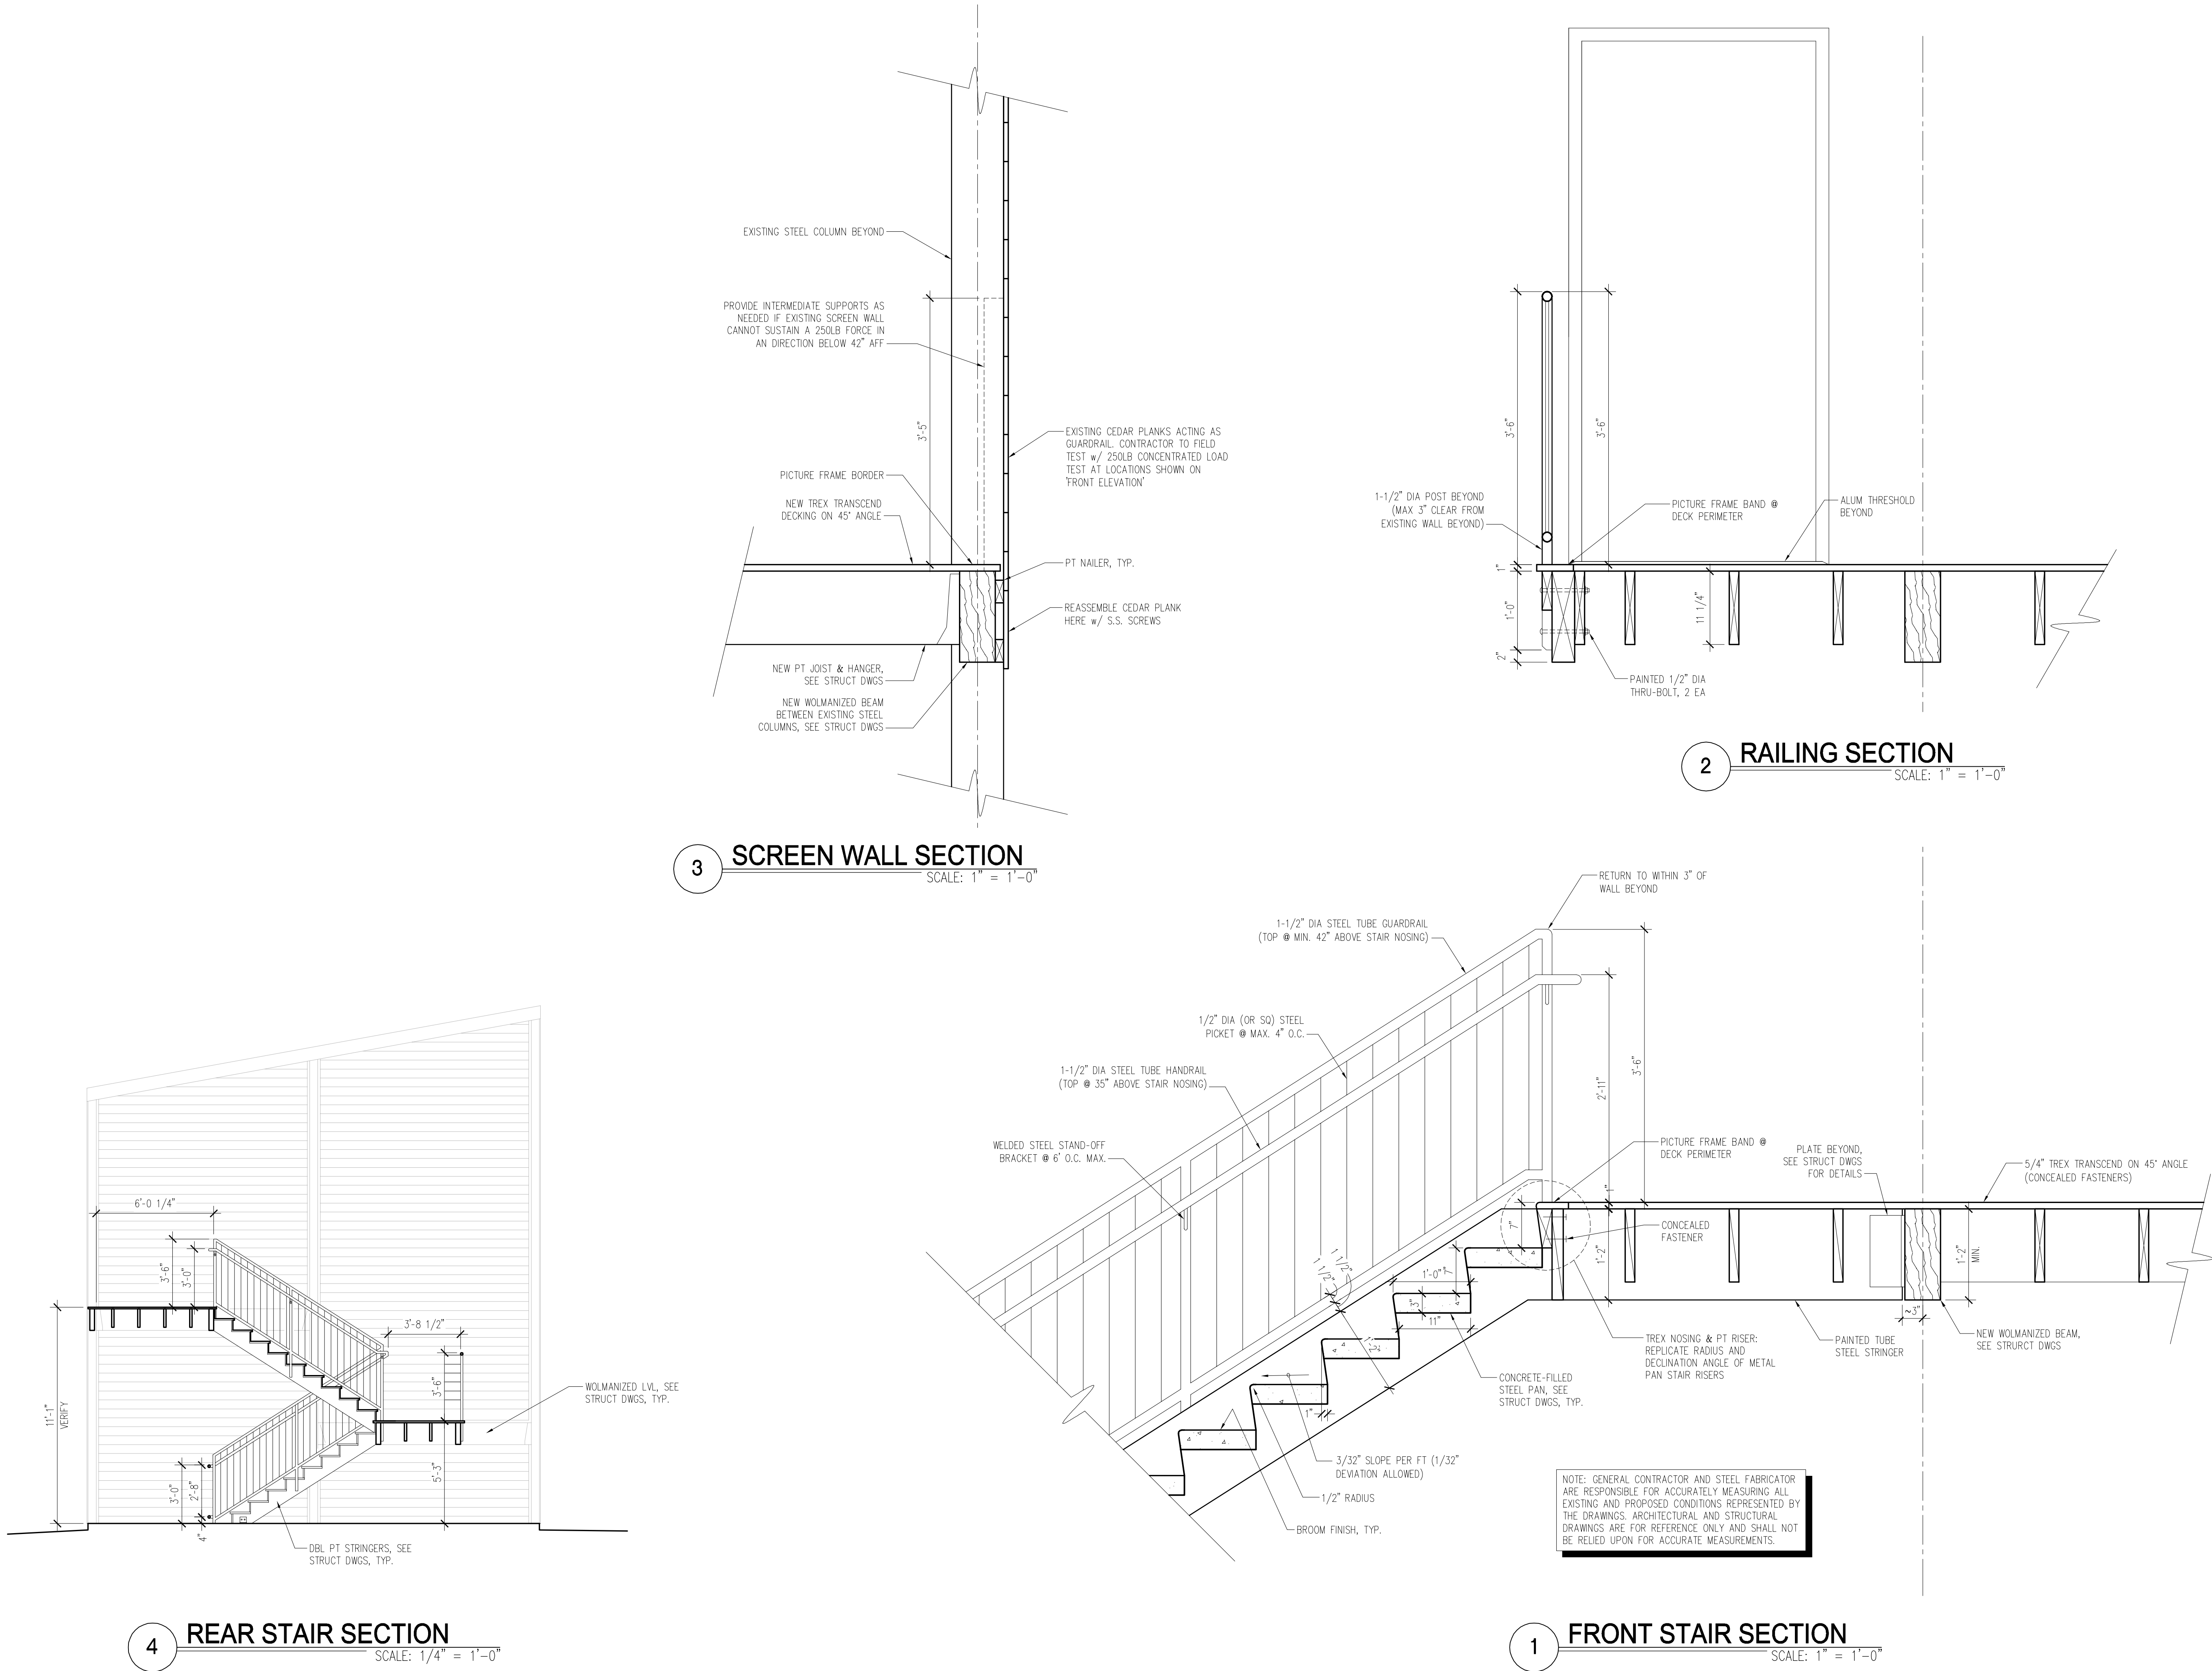 EXISTING STEEL COLUMN BEYOND
PROVIDE INTERMEDIATE SUPPORTS AS
NEEDED IF EXISTING SCREEN WALL
CANNOT SUSTAIN A 250LB FORCE IN
AN DIRECTION BELOW 42" AFF
3'-5"
EXISTING CEDAR PLANKS ACTING AS
GUARDRAIL. CONTRACTOR TO FIELD
TEST w/ 250LB CONCENTRATED LOAD
TEST AT LOCATIONS SHOWN ON
'FRONT ELEVATION'
PICTURE FRAME BORDER
NEW TREX TRANSCEND
DECKING ON 45° ANGLE
PT NAILER, TYP.
REASSEMBLE CEDAR PLANK
HERE w/ S.S. SCREWS
NEW PT JOIST & HANGER,
SEE STRUCT DWGS
NEW WOLMANIZED BEAM
BETWEEN EXISTING STEEL
COLUMNS, SEE STRUCT DWGS
3
SCREEN WALL SECTION
SCALE: 1" = 1'-0"
3'-6"
3'-6"
1-1/2" DIA POST BEYOND
(MAX 3" CLEAR FROM
EXISTING WALL BEYOND)
PICTURE FRAME BAND @
DECK PERIMETER
ALUM THRESHOLD
BEYOND
1"
1'-0"
2"
11 1/4"
PAINTED 1/2" DIA
THRU-BOLT, 2 EA
2
RAILING SECTION
SCALE: 1" = 1'-0"
6'-0 1/4"
3'-6"
3'-0"
3'-8 1/2"
3'-6"
11'-1"
VERIFY
5'-3"
3'-0"
2'-8"
4"
WOLMANIZED LVL, SEE
STRUCT DWGS, TYP.
DBL PT STRINGERS, SEE
STRUCT DWGS, TYP.
4
REAR STAIR SECTION
SCALE: 1/4" = 1'-0"
RETURN TO WITHIN 3" OF
WALL BEYOND
1-1/2" DIA STEEL TUBE GUARDRAIL
(TOP @ MIN. 42" ABOVE STAIR NOSING)
1/2" DIA (OR SQ) STEEL
PICKET @ MAX. 4" O.C.
1-1/2" DIA STEEL TUBE HANDRAIL
(TOP @ 35" ABOVE STAIR NOSING)
WELDED STEEL STAND-OFF
BRACKET @ 6' O.C. MAX.
3'-6"
2'-11"
PICTURE FRAME BAND @
DECK PERIMETER
PLATE BEYOND,
SEE STRUCT DWGS
FOR DETAILS
5/4" TREX TRANSCEND ON 45° ANGLE
(CONCEALED FASTENERS)
1"
7"
CONCEALED
FASTENER
1'-2"
1'-2"
MIN.
1 1/2"
1 1/2"
1'-0"
7"
3"
11"
1"
~3"
TREX NOSING & PT RISER:
REPLICATE RADIUS AND
DECLINATION ANGLE OF METAL
PAN STAIR RISERS
PAINTED TUBE
STEEL STRINGER
NEW WOLMANIZED BEAM,
SEE STRURCT DWGS
CONCRETE-FILLED
STEEL PAN, SEE
STRUCT DWGS, TYP.
3/32" SLOPE PER FT (1/32"
DEVIATION ALLOWED)
1/2" RADIUS
BROOM FINISH, TYP.
NOTE: GENERAL CONTRACTOR AND STEEL FABRICATOR
ARE RESPONSIBLE FOR ACCURATELY MEASURING ALL
EXISTING AND PROPOSED CONDITIONS REPRESENTED BY
THE DRAWINGS. ARCHITECTURAL AND STRUCTURAL
DRAWINGS ARE FOR REFERENCE ONLY AND SHALL NOT
BE RELIED UPON FOR ACCURATE MEASUREMENTS.
1
FRONT STAIR SECTION
SCALE: 1" = 1'-0"